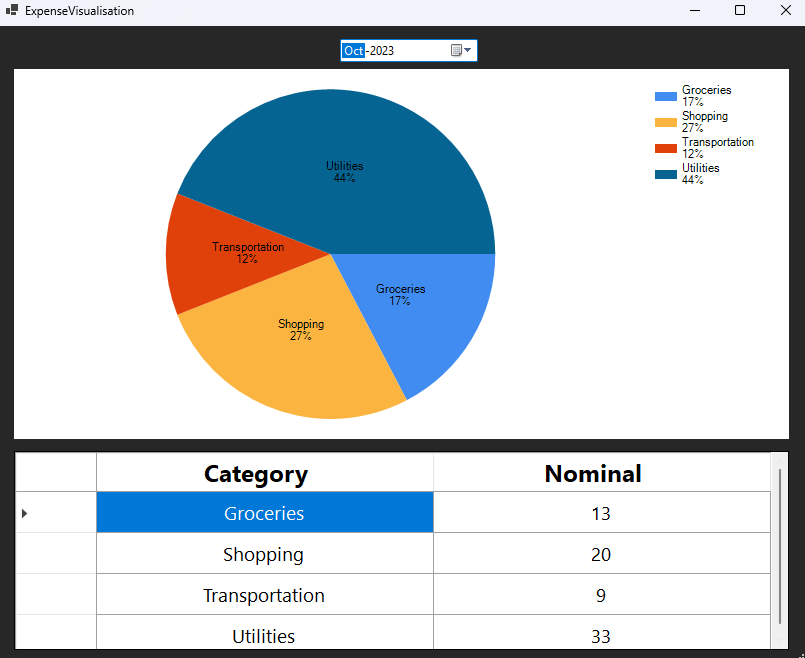 ExpenseVisualisation
Oct-2023
Utilities
44%
Transportation
12%
Groceries
17%
Shopping
27%
Groceries
17%
Shopping
27%
Transportation
12%
Utilities
44%
Category Nominal
Groceries 13
Shopping 20
Transportation 9
Utilities 33